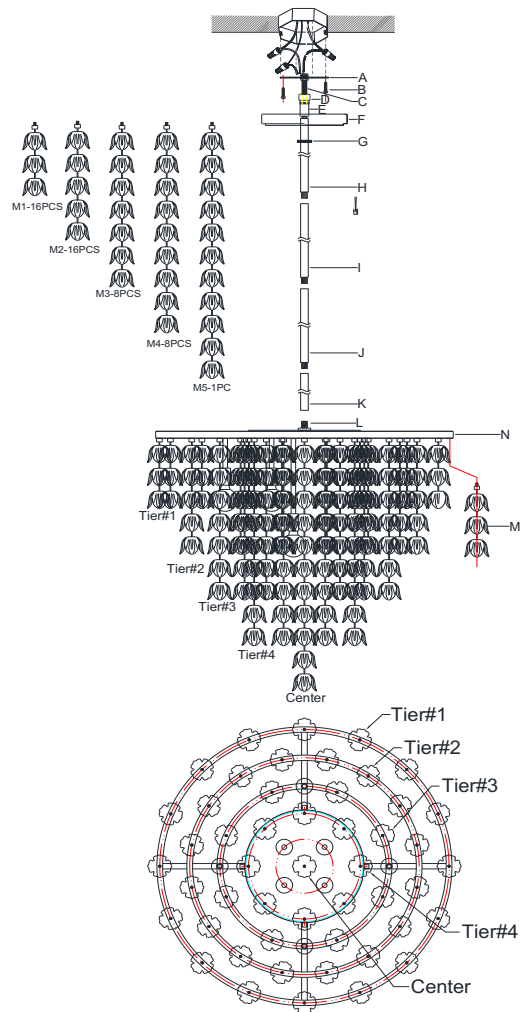 A
B
C
D
E
F
G
H
I
J
K
L
N
M
M1-16PCS
M2-16PCS
M3-8PCS
M4-8PCS
M5-1PC
Tier#1
Tier#2
Tier#3
Tier#4
Center
Tier#1
Tier#2
Tier#3
Tier#4
Center